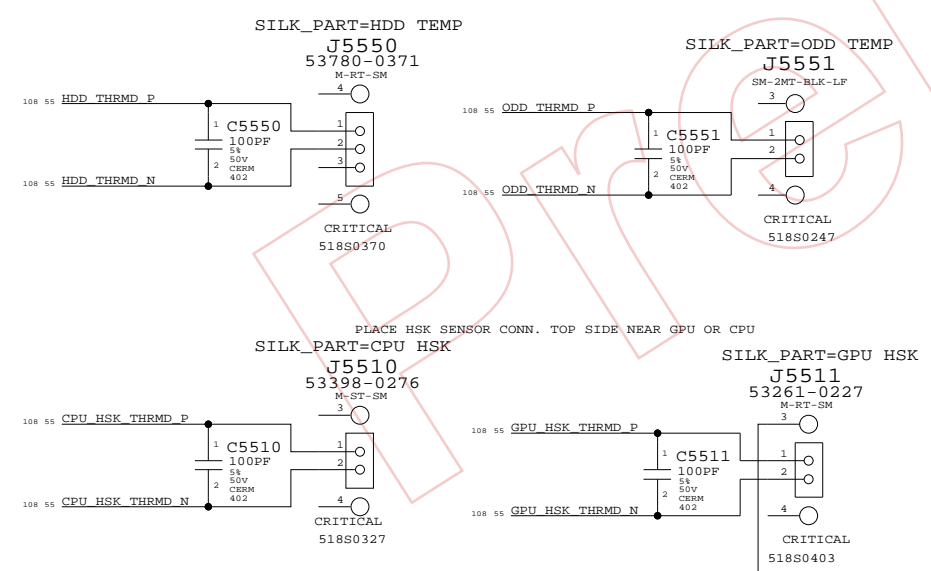 SILK_PART=HDD TEMP
J5550
53780-0371
M-RT-SM
4
108 55 HDD_THRMD_P
1 C5550
100PF
5%
50V
CERM
402
2
1
2
3
108 55 HDD_THRMD_N
5
CRITICAL
518S0370
SILK_PART=ODD TEMP
J5551
SM-2MT-BLK-LF
3
108 55 ODD_THRMD_P
1 C5551
100PF
5%
50V
CERM
402
2
1
2
108 55 ODD_THRMD_N
4
CRITICAL
518S0247
PLACE HSK SENSOR CONN. TOP SIDE NEAR GPU OR CPU
SILK_PART=CPU HSK
J5510
53398-0276
M-ST-SM
3
108 55 CPU_HSK_THRMD_P
1 C5510
100PF
5%
50V
CERM
402
2
1
2
108 55 CPU_HSK_THRMD_N
4
CRITICAL
518S0327
SILK_PART=GPU HSK
J5511
53261-0227
M-RT-SM
3
108 55 GPU_HSK_THRMD_P
1 C5511
100PF
5%
50V
CERM
402
2
1
2
108 55 GPU_HSK_THRMD_N
4
CRITICAL
518S0403
Pre